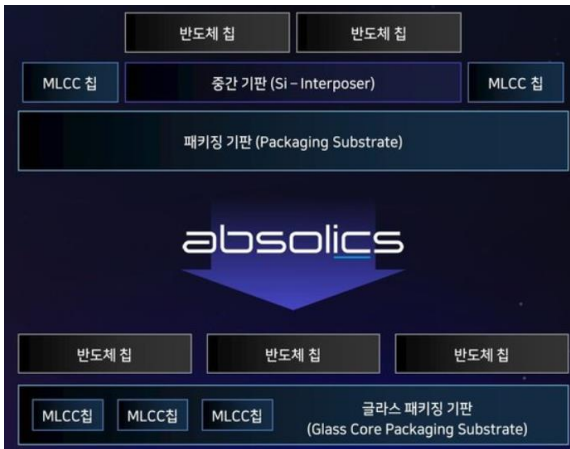 반도체 칩
반도체 칩
MLCC 칩
중간 기판 (Si – Interposer)
MLCC 칩
패키징 기판 (Packaging Substrate)
absolics
반도체 칩
반도체 칩
반도체 칩
MLCC칩
MLCC칩
MLCC칩
글라스 패키징 기판
(Glass Core Packaging Substrate)